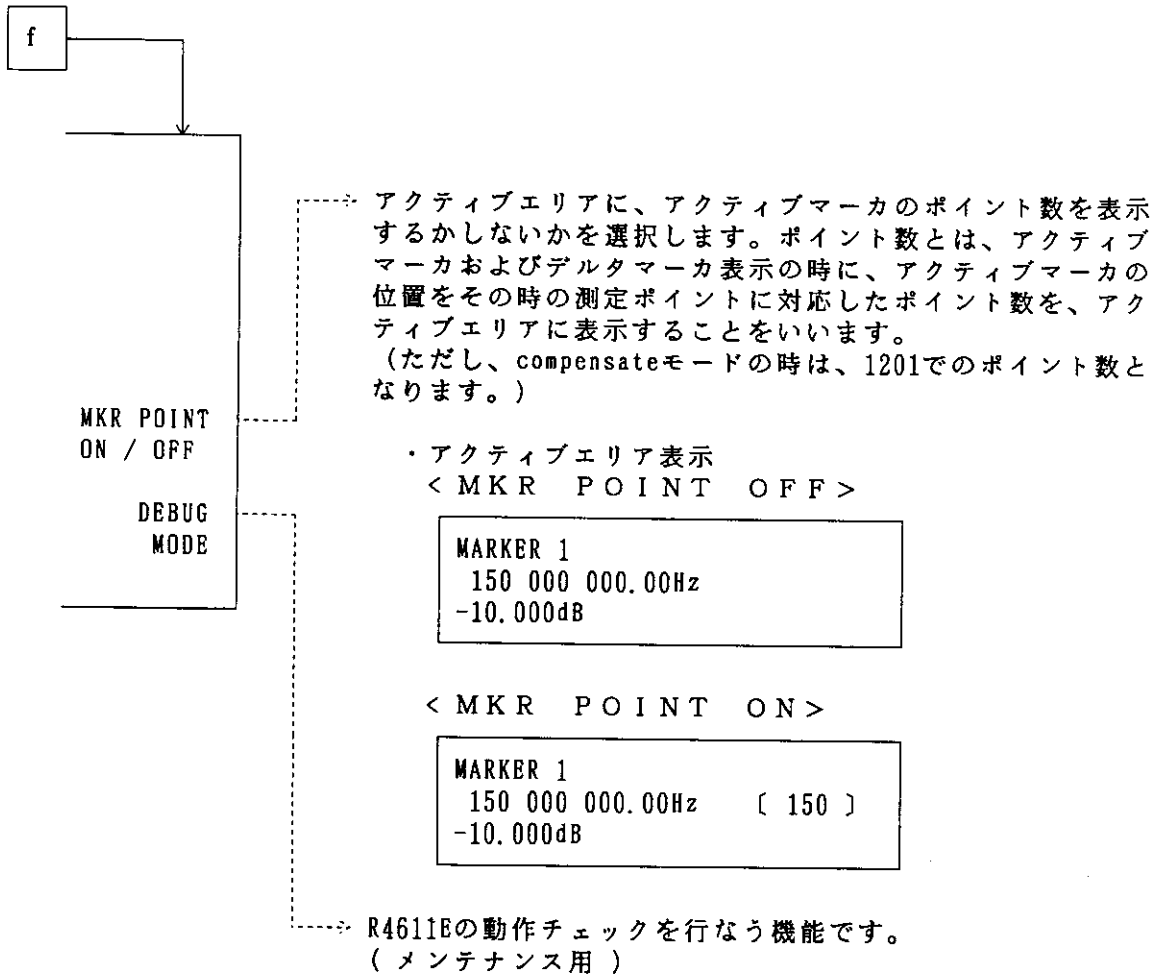 f
アクティブエリアに、アクティブマーカのポイント数を表示
するかしないかを選択します。ポイント数とは、アクティブ
マーカおよびデルタマーカ表示の時に、アクティブマーカの
位置をその時の測定ポイントに対応したポイント数を、アク
ティブエリアに表示することをいいます。
(ただし、compensateモードの時は、1201でのポイント数と
なります。)
MKR POINT
ON / OFF
・アクティブエリア表示
<MKR POINT OFF>
DEBUG
MODE
MARKER 1
150 000 000.00Hz
-10.000dB
<MKR POINT ON>
MARKER 1
150 000 000.00Hz 〔 150 〕
-10.000dB
R4611Eの動作チェックを行なう機能です。
( メンテナンス用 )